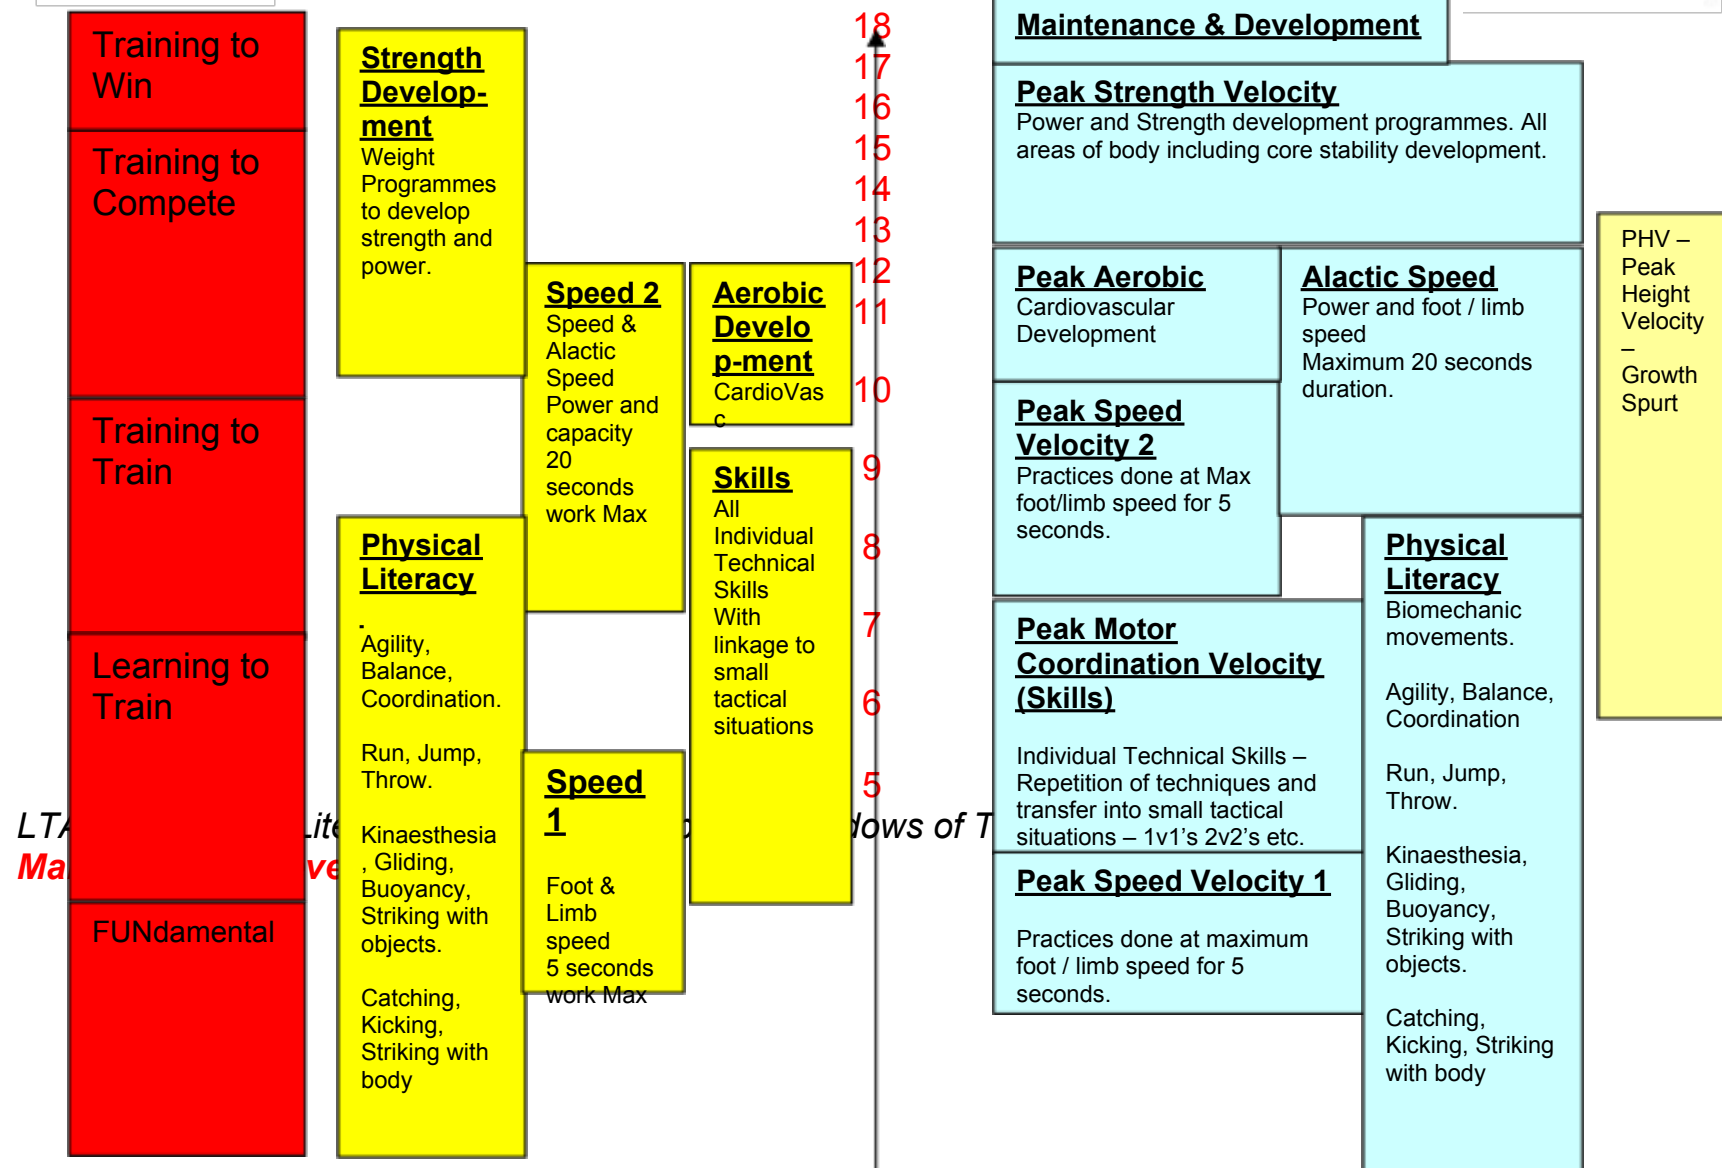 Training to
Win
Training to
Compete
Training to
Train
Learning to
Train
FUNdamental
Strength
Develop-
ment
Weight
Programmes
to develop
strength and
power.
Physical
Literacy
Agility,
Balance,
Coordination.
Run, Jump,
Throw.
Kinaesthesia
, Gliding,
Buoyancy,
Striking with
objects.
Catching,
Kicking,
Striking with
body
Speed 2
Speed &
Alactic
Speed
Power and
capacity
20
seconds
work Max
Speed
1
Foot &
Limb
speed
5 seconds
work Max
Aerobic
Develo
p-ment
CardioVas
c
Skills
All
Individual
Technical
Skills
With
linkage to
small
tactical
situations
18
17
16
15
14
13
12
11
10
9
8
7
6
5
Maintenance & Development
Peak Strength Velocity
Power and Strength development programmes. All
areas of body including core stability development.
Peak Aerobic
Cardiovascular
Development
Alactic Speed
Power and foot / limb
speed
Maximum 20 seconds
duration.
Peak Speed
Velocity 2
Practices done at Max
foot/limb speed for 5
seconds.
Peak Motor
Coordination Velocity
(Skills)
Individual Technical Skills –
Repetition of techniques and
transfer into small tactical
situations – 1v1's 2v2's etc.
Peak Speed Velocity 1
Practices done at maximum
foot / limb speed for 5
seconds.
Physical
Literacy
Biomechanic
movements.
Agility, Balance,
Coordination
Run, Jump,
Throw.
Kinaesthesia,
Gliding,
Buoyancy,
Striking with
objects.
Catching,
Kicking, Striking
with body
PHV –
Peak
Height
Velocity
–
Growth
Spurt
of